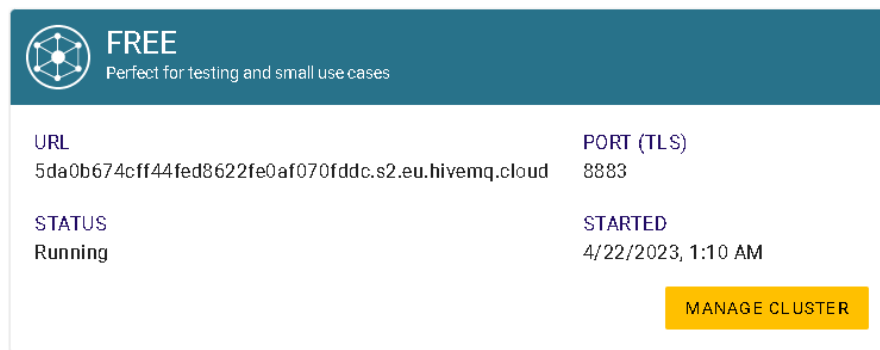 FREE
Perfect for testing and small use cases
URL
5da0b674cff44fed8622fe0af070fddc.s2.eu.hivemq.cloud
PORT (TLS)
8883
STATUS
Running
STARTED
4/22/2023, 1:10 AM
MANAGE CLUSTER